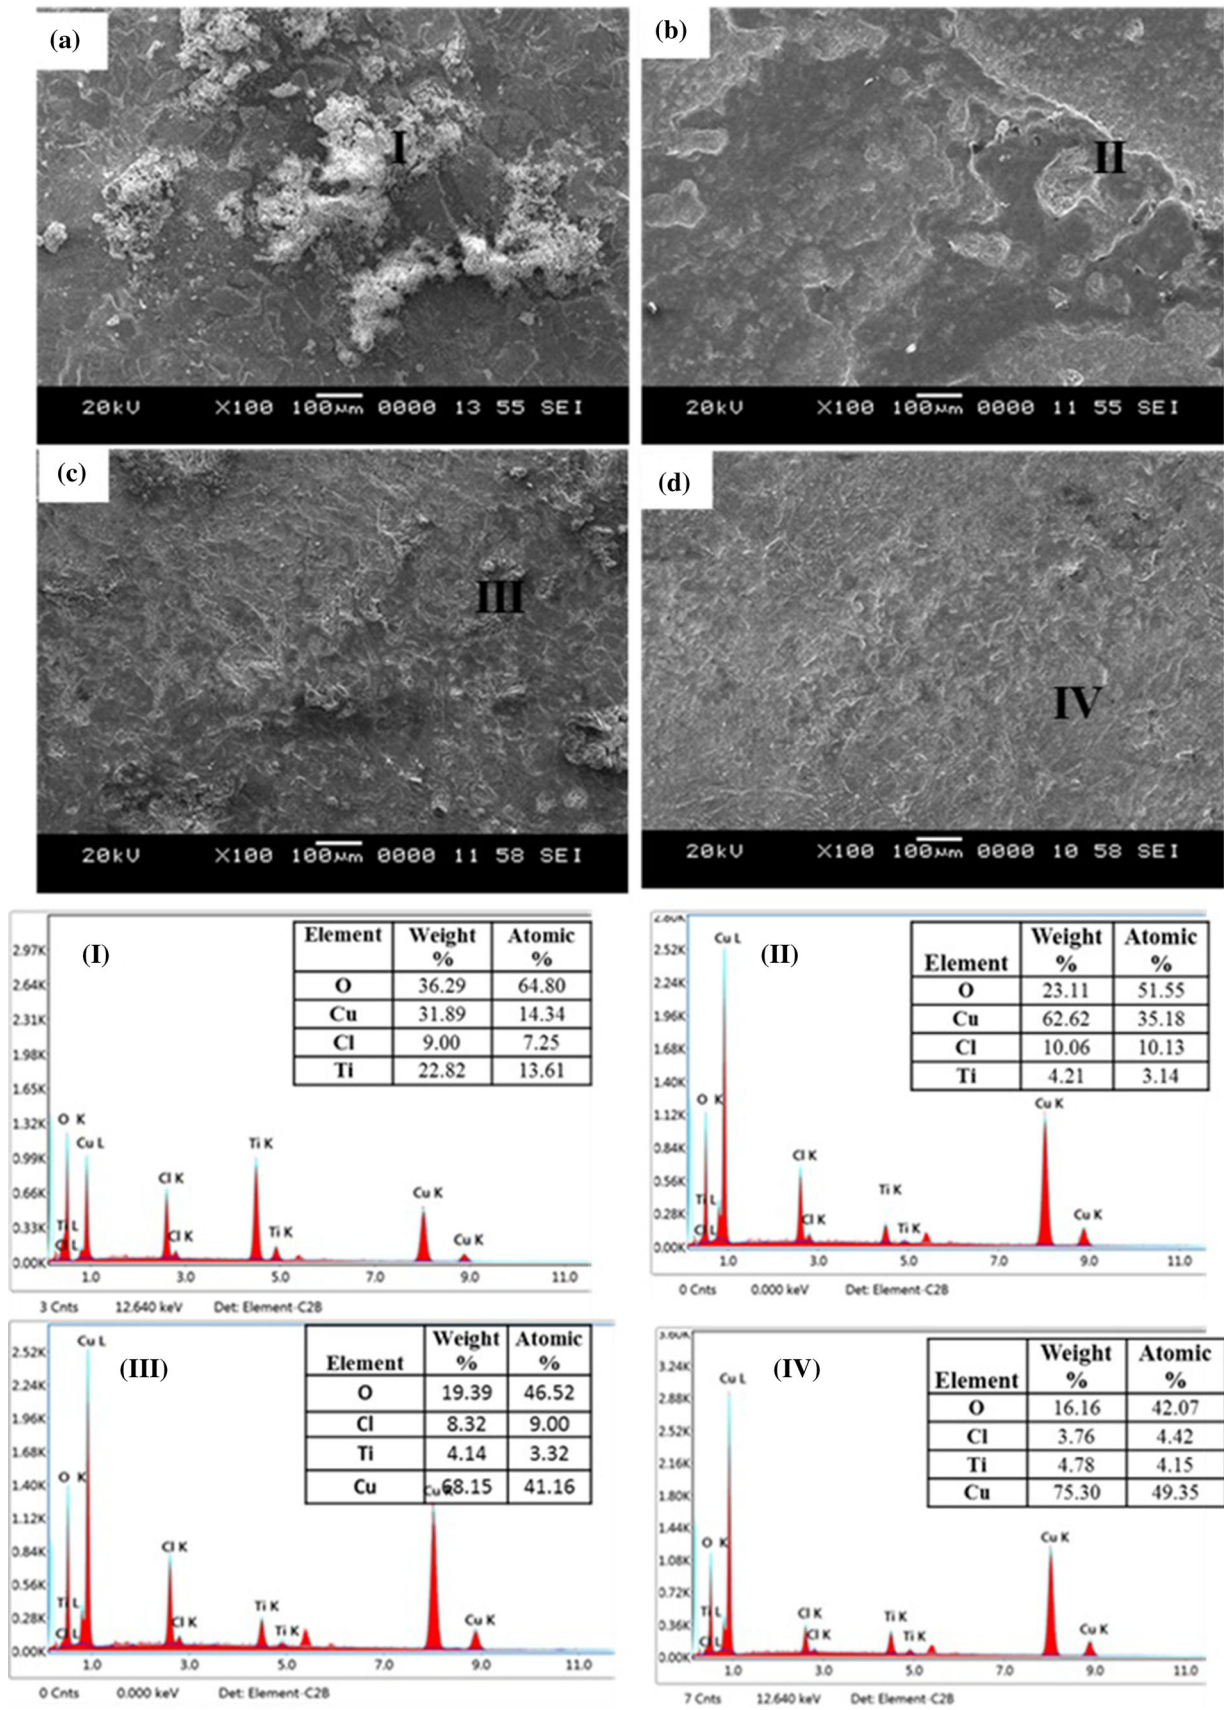 (a)
I
20kV X100 100µm 0000 13 55 SEI
(b)
II
20kV X100 100µm 0000 11 55 SEI
(c)
III
20kV X100 100µm 0000 11 58 SEI
(d)
IV
20kV X100 100µm 0000 10 58 SEI
(I)
Element Weight % Atomic %
O 36.29 64.80
Cu 31.89 14.34
Cl 9.00 7.25
Ti 22.82 13.61
2.97K
2.64K
2.31K
1.98K
1.65K
1.32K
0.99K
0.66K
0.33K
0.00K
O K
Cu L
Ti L
Cl L
Cl K
Cl K
Ti K
Ti K
Cu K
Cu K
1.0 3.0 5.0 7.0 9.0 11.0
3 Cnts 12.640 keV Det: Element-C2B
(II)
Element Weight % Atomic %
O 23.11 51.55
Cu 62.62 35.18
Cl 10.06 10.13
Ti 4.21 3.14
2.80K
2.52K
2.24K
1.96K
1.68K
1.40K
1.12K
0.84K
0.56K
0.28K
0.00K
Cu L
O K
Ti L
Cl L
Cl K
Cl K
Ti K
Ti K
Cu K
Cu K
1.0 3.0 5.0 7.0 9.0 11.0
0 Cnts 0.000 keV Det: Element-C2B
(III)
Element Weight % Atomic %
O 19.39 46.52
Cl 8.32 9.00
Ti 4.14 3.32
Cu 68.15 41.16
2.52K
2.24K
1.96K
1.68K
1.40K
1.12K
0.84K
0.56K
0.28K
0.00K
Cu L
O K
Ti L
Cl L
Cl K
Cl K
Ti K
Ti K
Cu K
Cu K
1.0 3.0 5.0 7.0 9.0 11.0
0 Cnts 0.000 keV Det: Element-C2B
(IV)
Element Weight % Atomic %
O 16.16 42.07
Cl 3.76 4.42
Ti 4.78 4.15
Cu 75.30 49.35
3.60K
3.24K
2.88K
2.52K
2.16K
1.80K
1.44K
1.08K
0.72K
0.36K
0.00K
Cu L
O K
Ti L
Cl L
Cl K
Cl K
Ti K
Ti K
Cu K
Cu K
1.0 3.0 5.0 7.0 9.0 11.0
7 Cnts 12.640 keV Det: Element-C2B